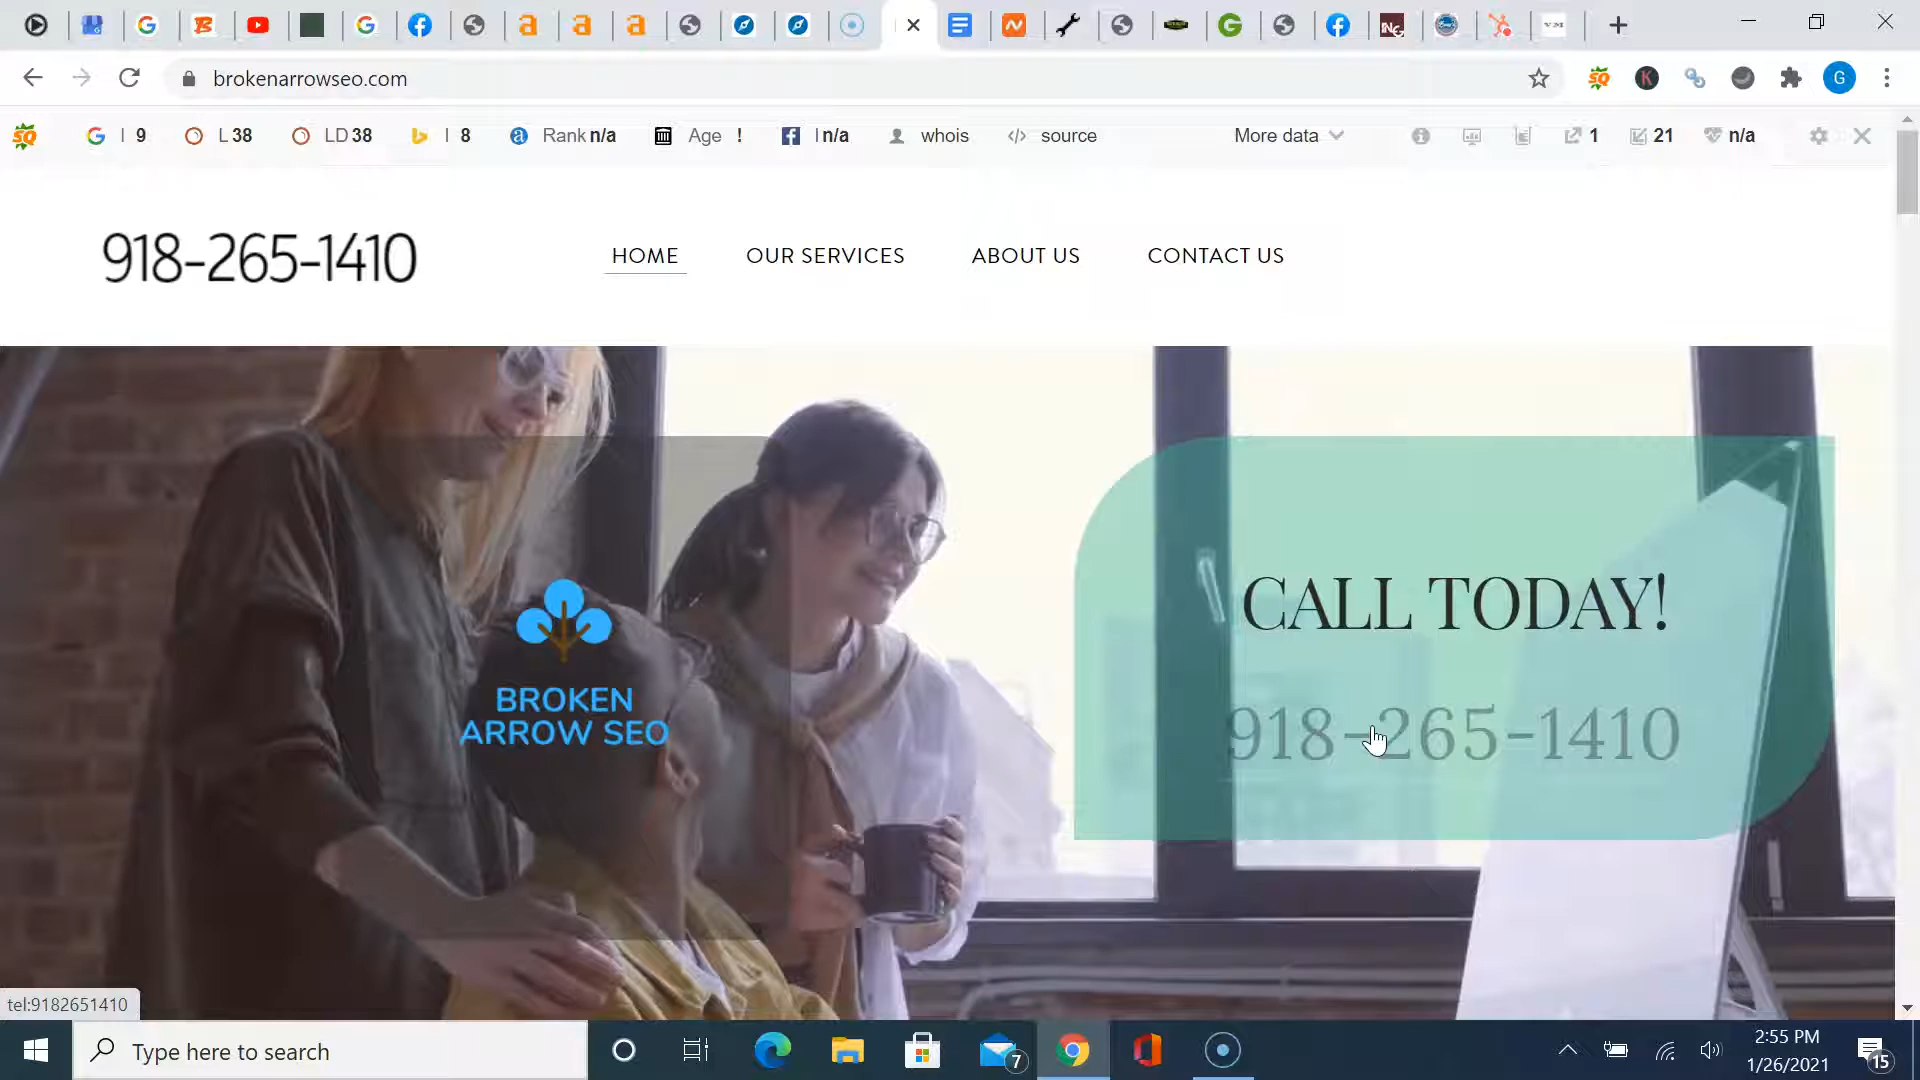 brokenarrowseo.com
G
SQ
I 9
L 38
LD 38
I 8
Rank n/a
Age !
I n/a
whois
source
More data
1
21
n/a
918-265-1410
HOME
OUR SERVICES
ABOUT US
CONTACT US
CALL TODAY!
918-265-1410
BROKEN
ARROW SEO
tel:9182651410
Type here to search
7
2:55 PM
1/26/2021
15